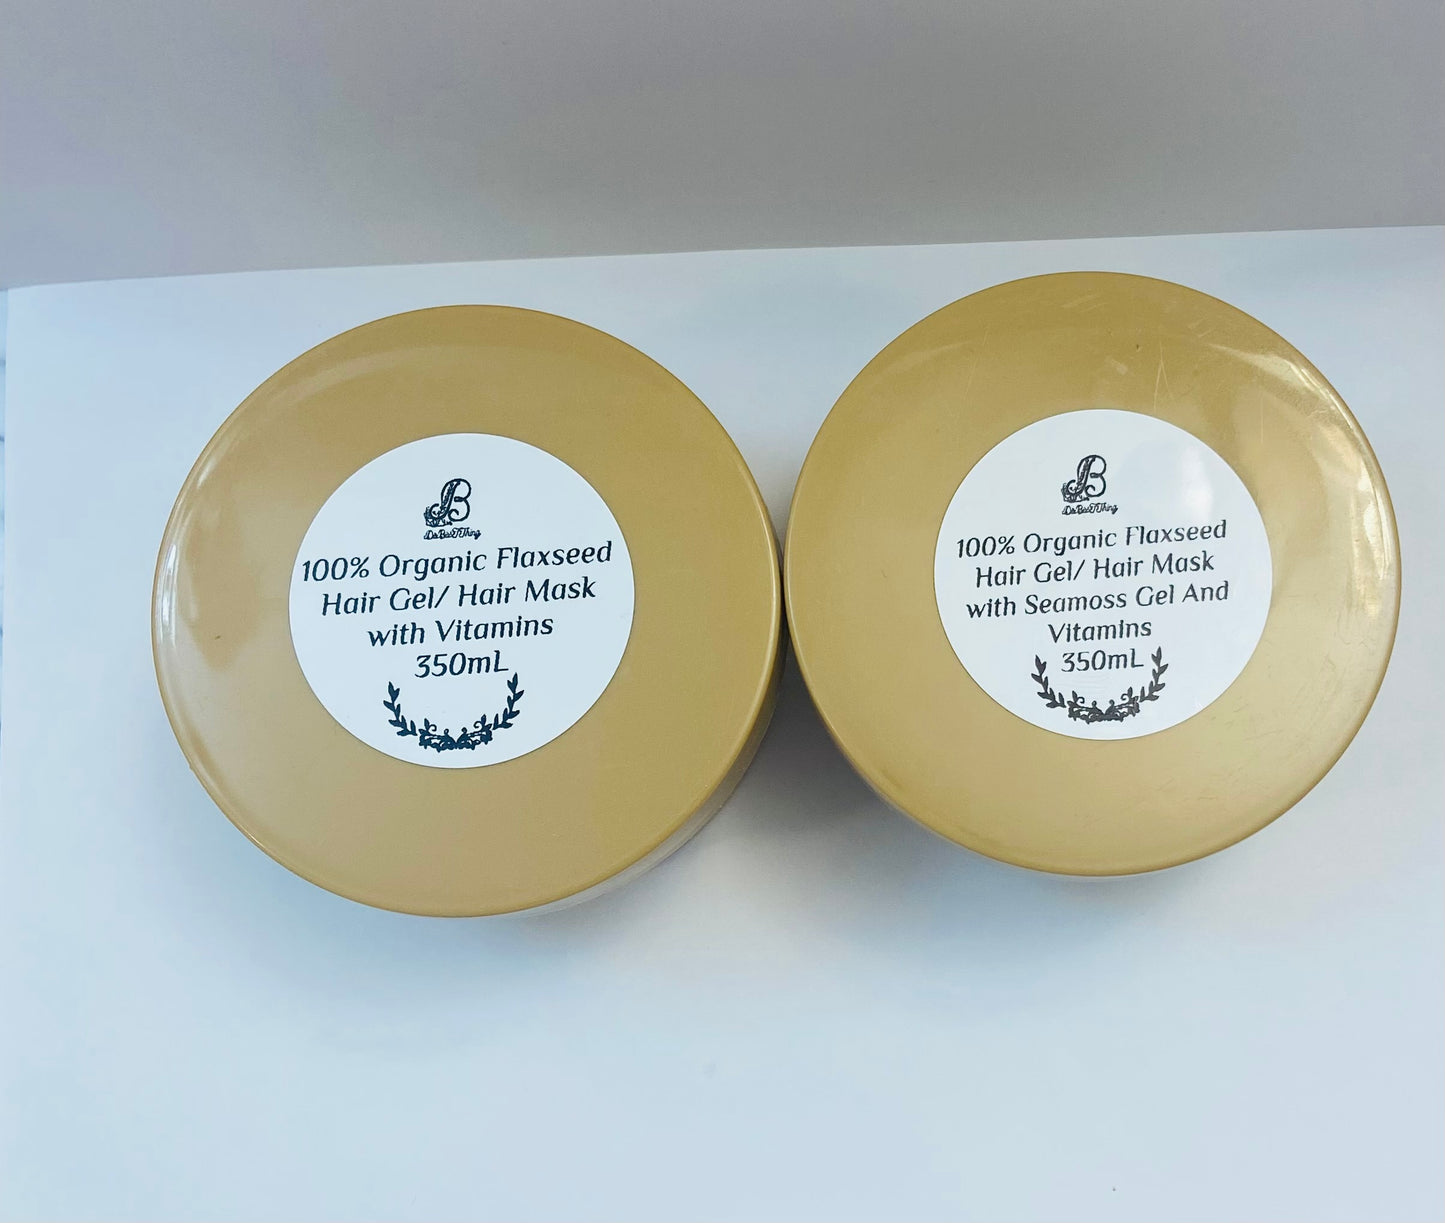 B
100% Organic Flaxseed
Hair Gel/ Hair Mask
with Vitamins
350mL
B
100% Organic Flaxseed
Hair Gel/ Hair Mask
with Seamoss Gel And
Vitamins
350mL